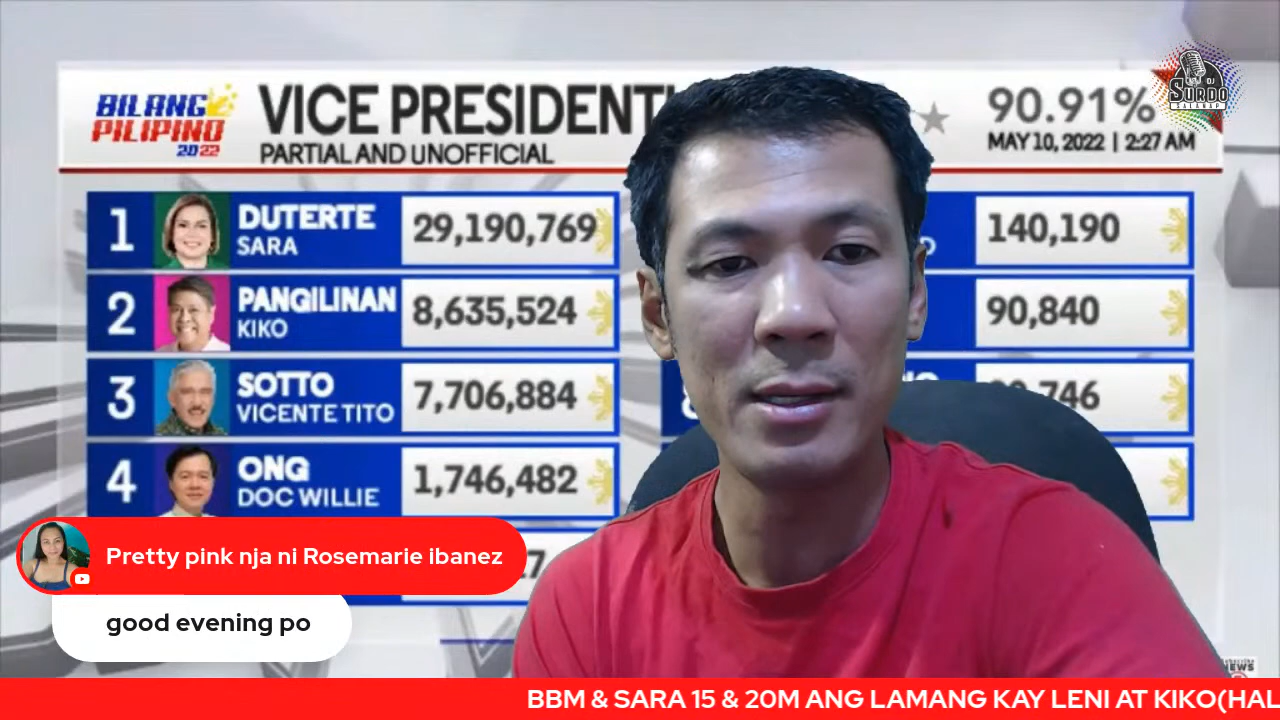 BILANG
PILIPINO
2022
VICE PRESIDENT
PARTIAL AND UNOFFICIAL
90.91%
MAY 10, 2022 | 2:27 AM
SURDO
1
DUTERTE
SARA
29,190,769
2
PANGILINAN
KIKO
8,635,524
3
SOTTO
VICENTE TITO
7,706,884
4
ONG
DOC WILLIE
1,746,482
140,190
90,840
746
Pretty pink nja ni Rosemarie ibanez
good evening po
NEWS
BBM & SARA 15 & 20M ANG LAMANG KAY LENI AT KIKO(HAL